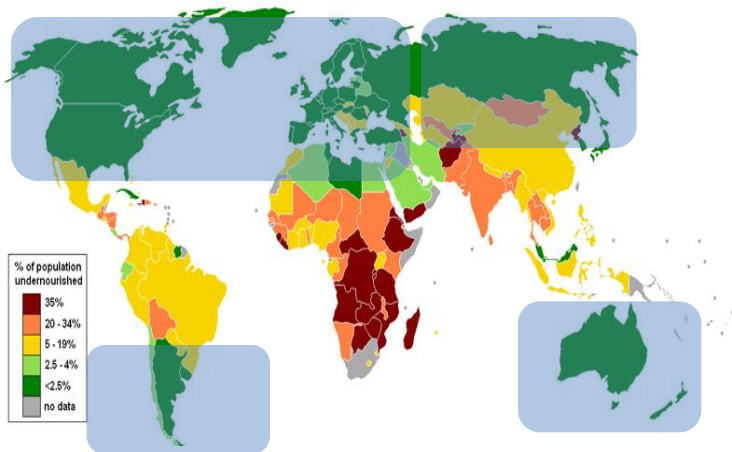 % of population
undernourished
35%
20 - 34%
5 - 19%
2.5 - 4%
<2.5%
no data